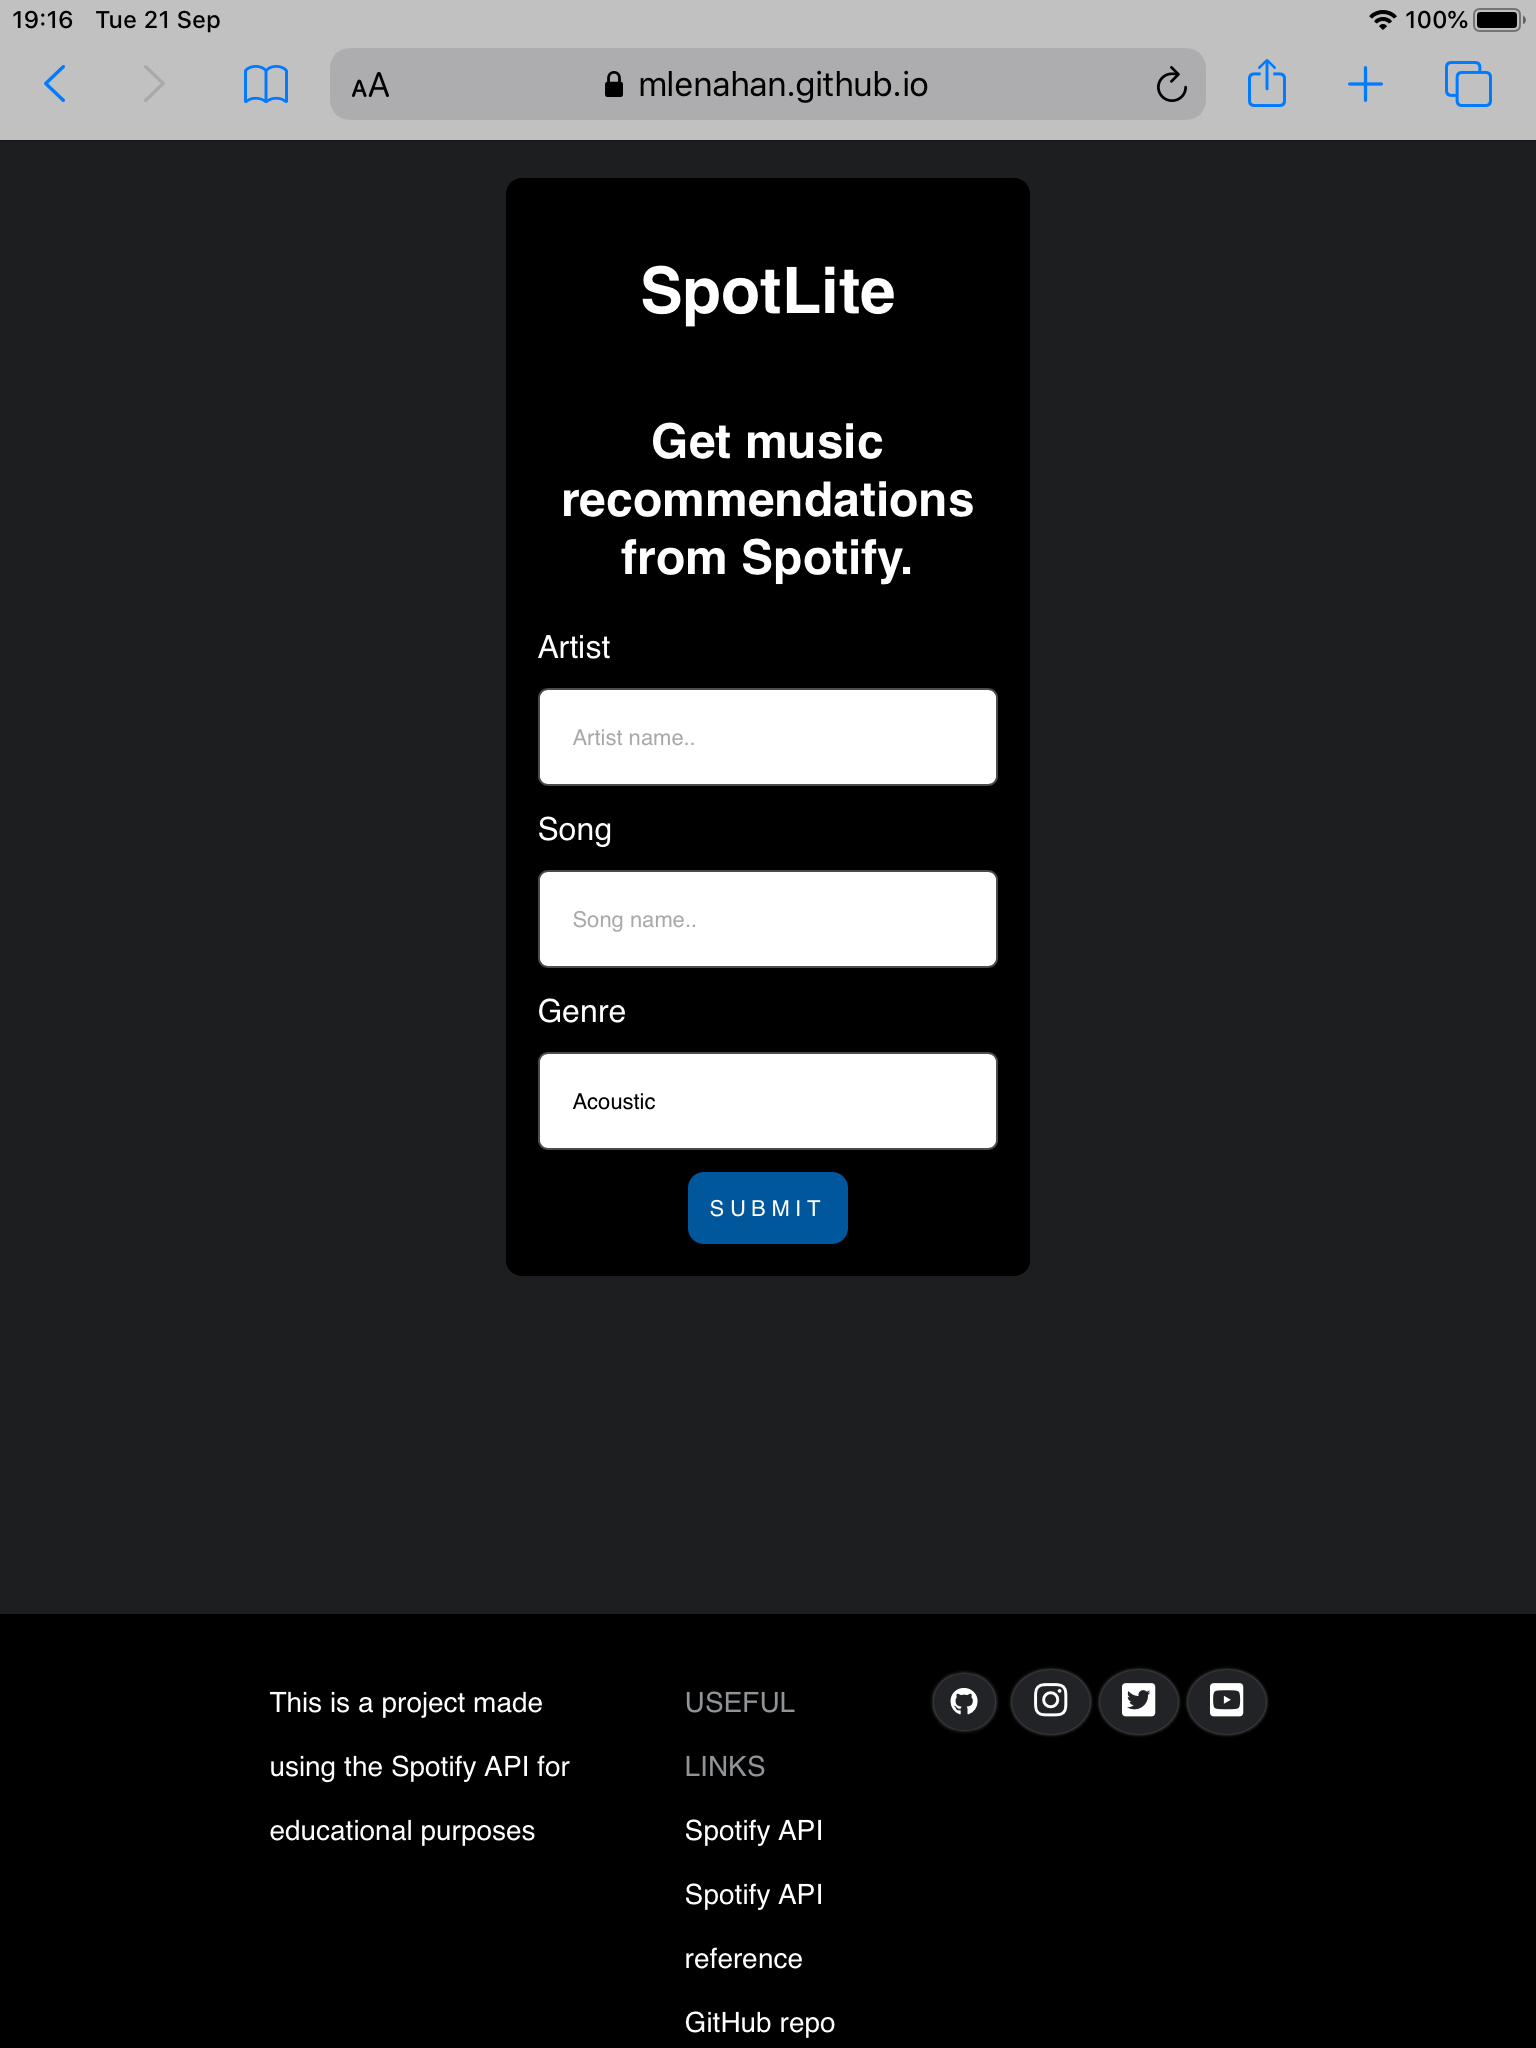 19:16 Tue 21 Sep 100%
AA mlenahan.github.io
SpotLite
Get music
recommendations
from Spotify.
Artist
Artist name..
Song
Song name..
Genre
Acoustic
SUBMIT
This is a project made
using the Spotify API for
educational purposes
USEFUL
LINKS
Spotify API
Spotify API
reference
GitHub repo